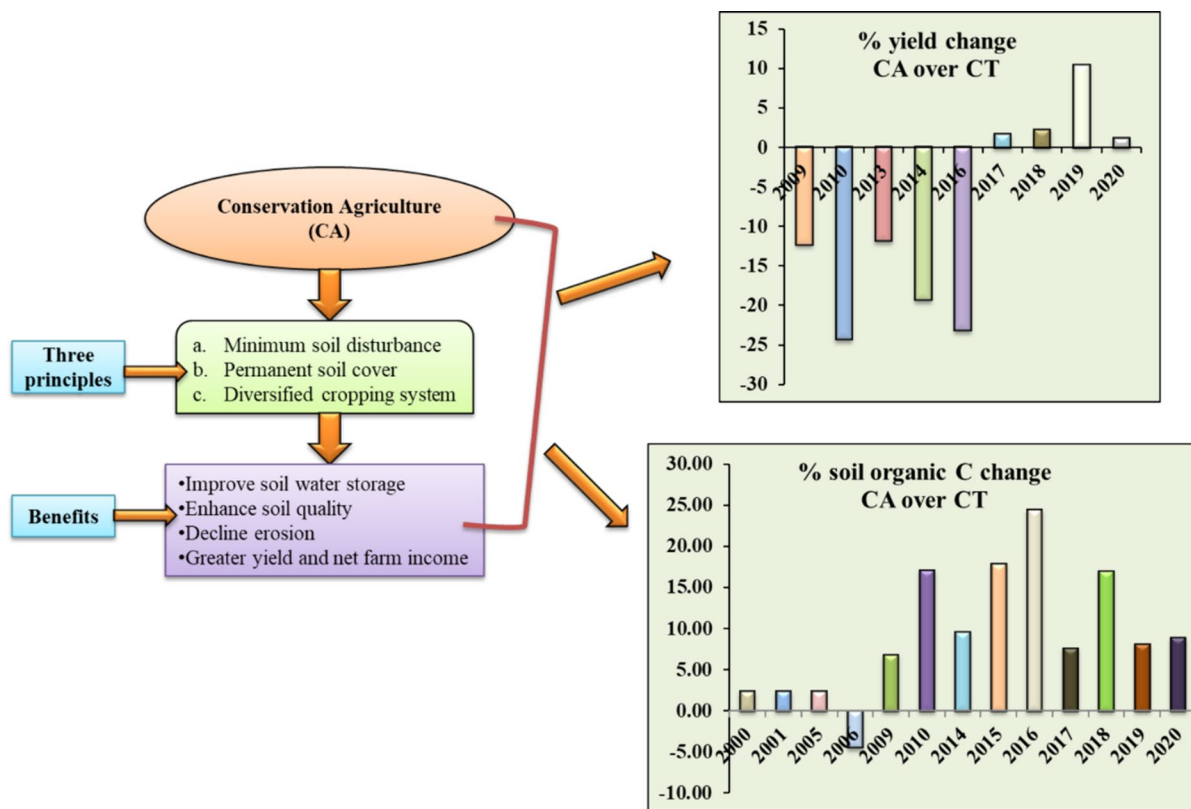 Conservation Agriculture
(CA)
Three
principles
a. Minimum soil disturbance
b. Permanent soil cover
c. Diversified cropping system
Benefits
•Improve soil water storage
•Enhance soil quality
•Decline erosion
•Greater yield and net farm income
% yield change
CA over CT
15
10
5
0
-5
-10
-15
-20
-25
-30
2009
2010
2013
2014
2016
2017
2018
2019
2020
% soil organic C change
CA over CT
30.00
25.00
20.00
15.00
10.00
5.00
0.00
-5.00
-10.00
2000
2001
2005
2006
2009
2010
2014
2015
2016
2017
2018
2019
2020